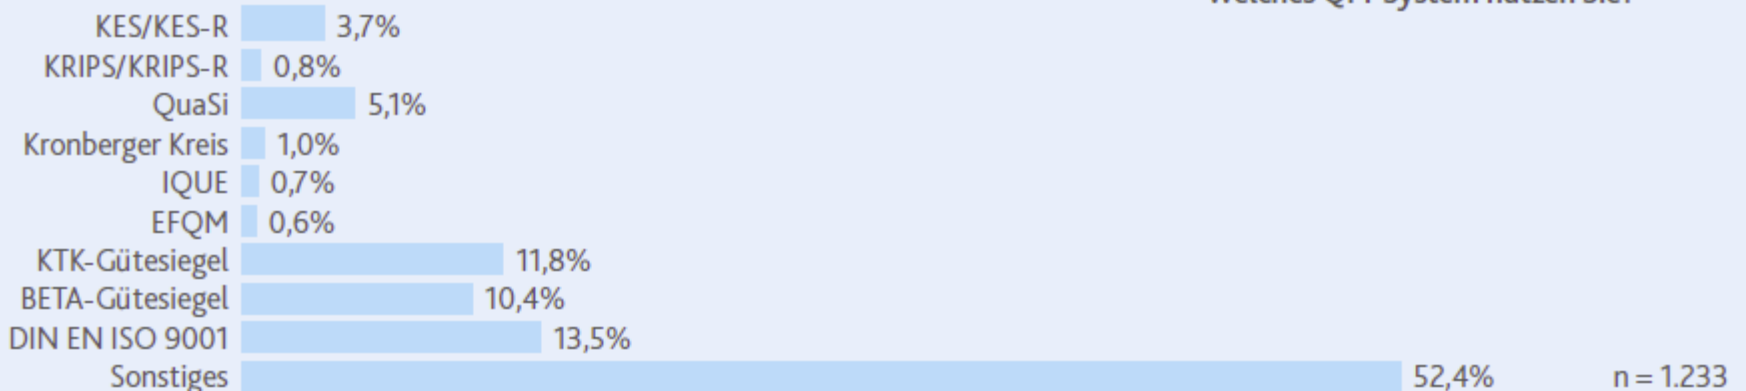 KES/KES-R 3,7%
KRIPS/KRIPS-R 0,8%
QuaSi 5,1%
Kronberger Kreis 1,0%
IQUE 0,7%
EFQM 0,6%
KTK-Gütesiegel 11,8%
BETA-Gütesiegel 10,4%
DIN EN ISO 9001 13,5%
Sonstiges 52,4% n = 1.233